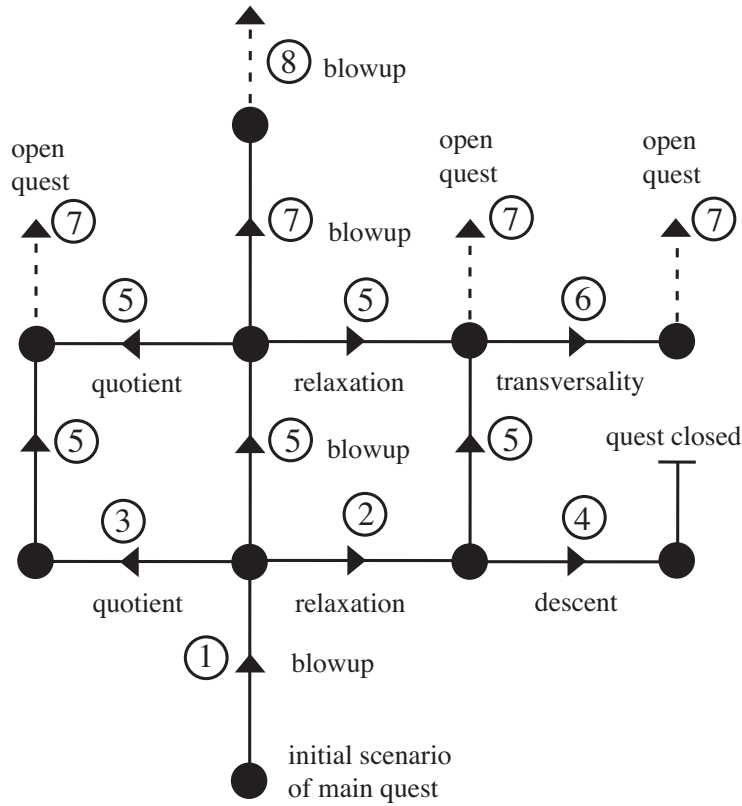 8 blowup
open
quest
open
quest
open
quest
7
7 blowup
7
7
5
5
6
quotient
relaxation
transversality
5
5 blowup
5
quest closed
3
2
4
quotient
relaxation
descent
1 blowup
initial scenario
of main quest